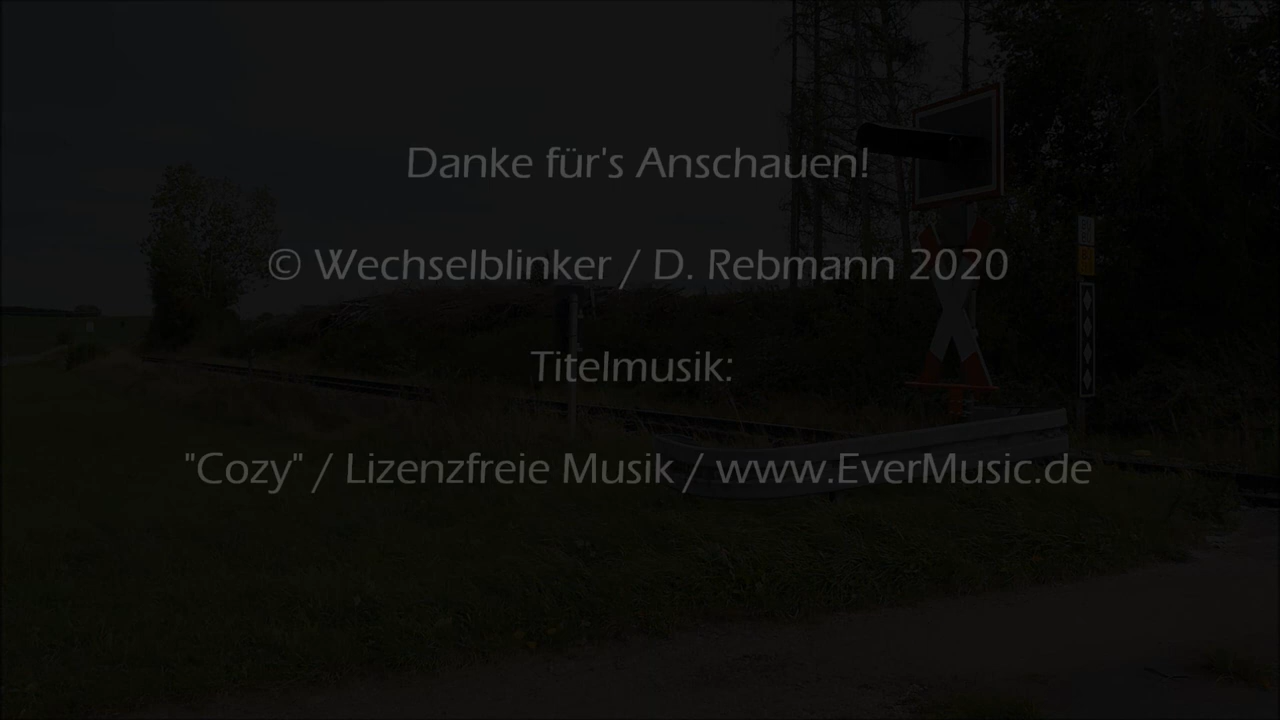 Danke für's Anschauen!
© Wechselblinker / D. Rebmann 2020
Titelmusik:
"Cozy" / Lizenzfreie Musik / www.EverMusic.de